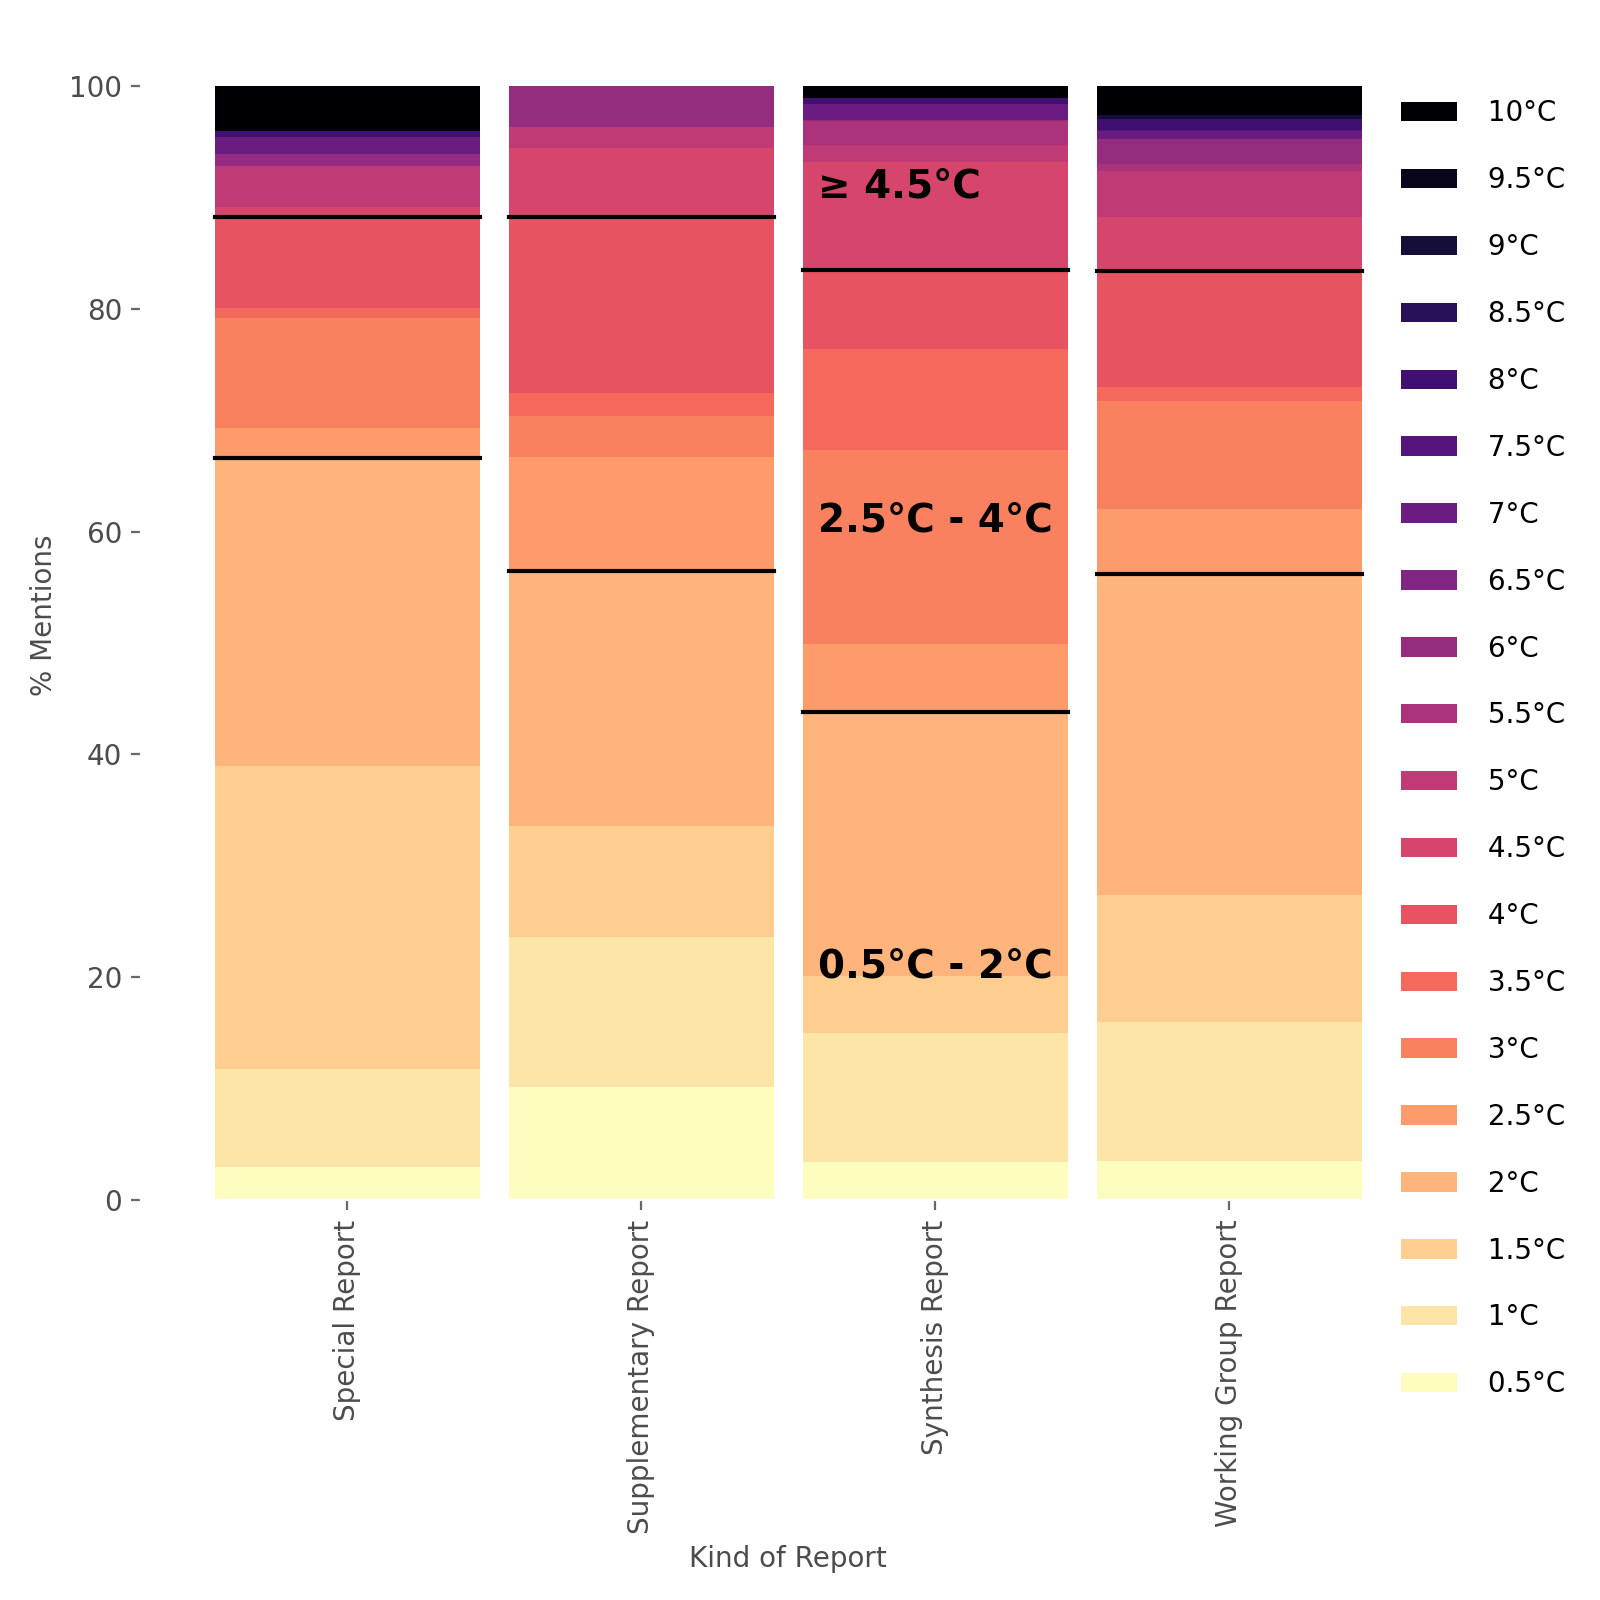 100
80
60
40
20
0
% Mentions
≥ 4.5°C
2.5°C - 4°C
0.5°C - 2°C
Special Report
Supplementary Report
Synthesis Report
Working Group Report
Kind of Report
10°C
9.5°C
9°C
8.5°C
8°C
7.5°C
7°C
6.5°C
6°C
5.5°C
5°C
4.5°C
4°C
3.5°C
3°C
2.5°C
2°C
1.5°C
1°C
0.5°C